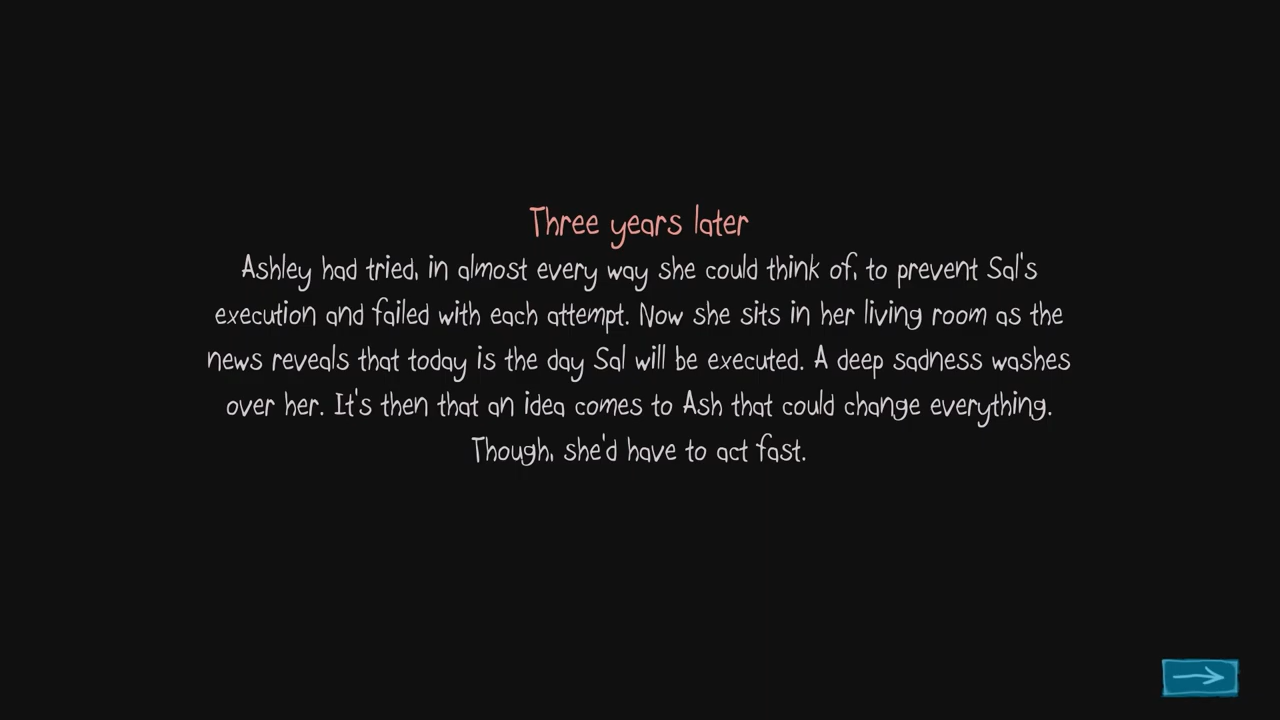 Three years later
Ashley had tried, in almost every way she could think of, to prevent Sal's
execution and failed with each attempt. Now she sits in her living room as the
news reveals that today is the day Sal will be executed. A deep sadness washes
over her. It's then that an idea comes to Ash that could change everything.
Though, she'd have to act fast.